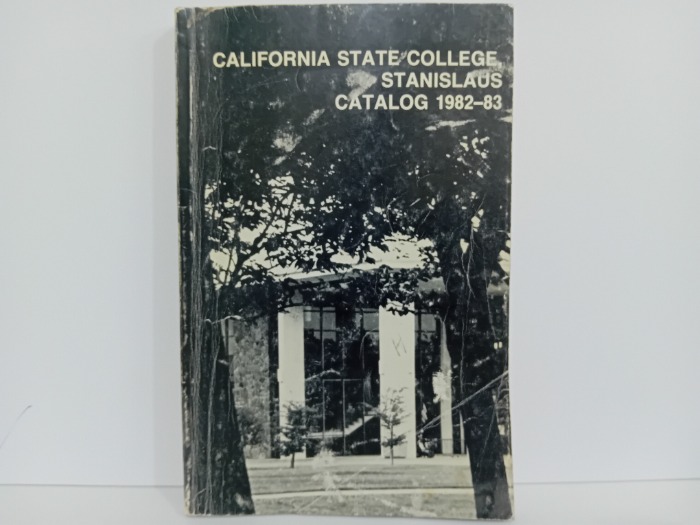 CALIFORNIA STATE COLLEGE,
STANISLAUS
CATALOG 1982–83